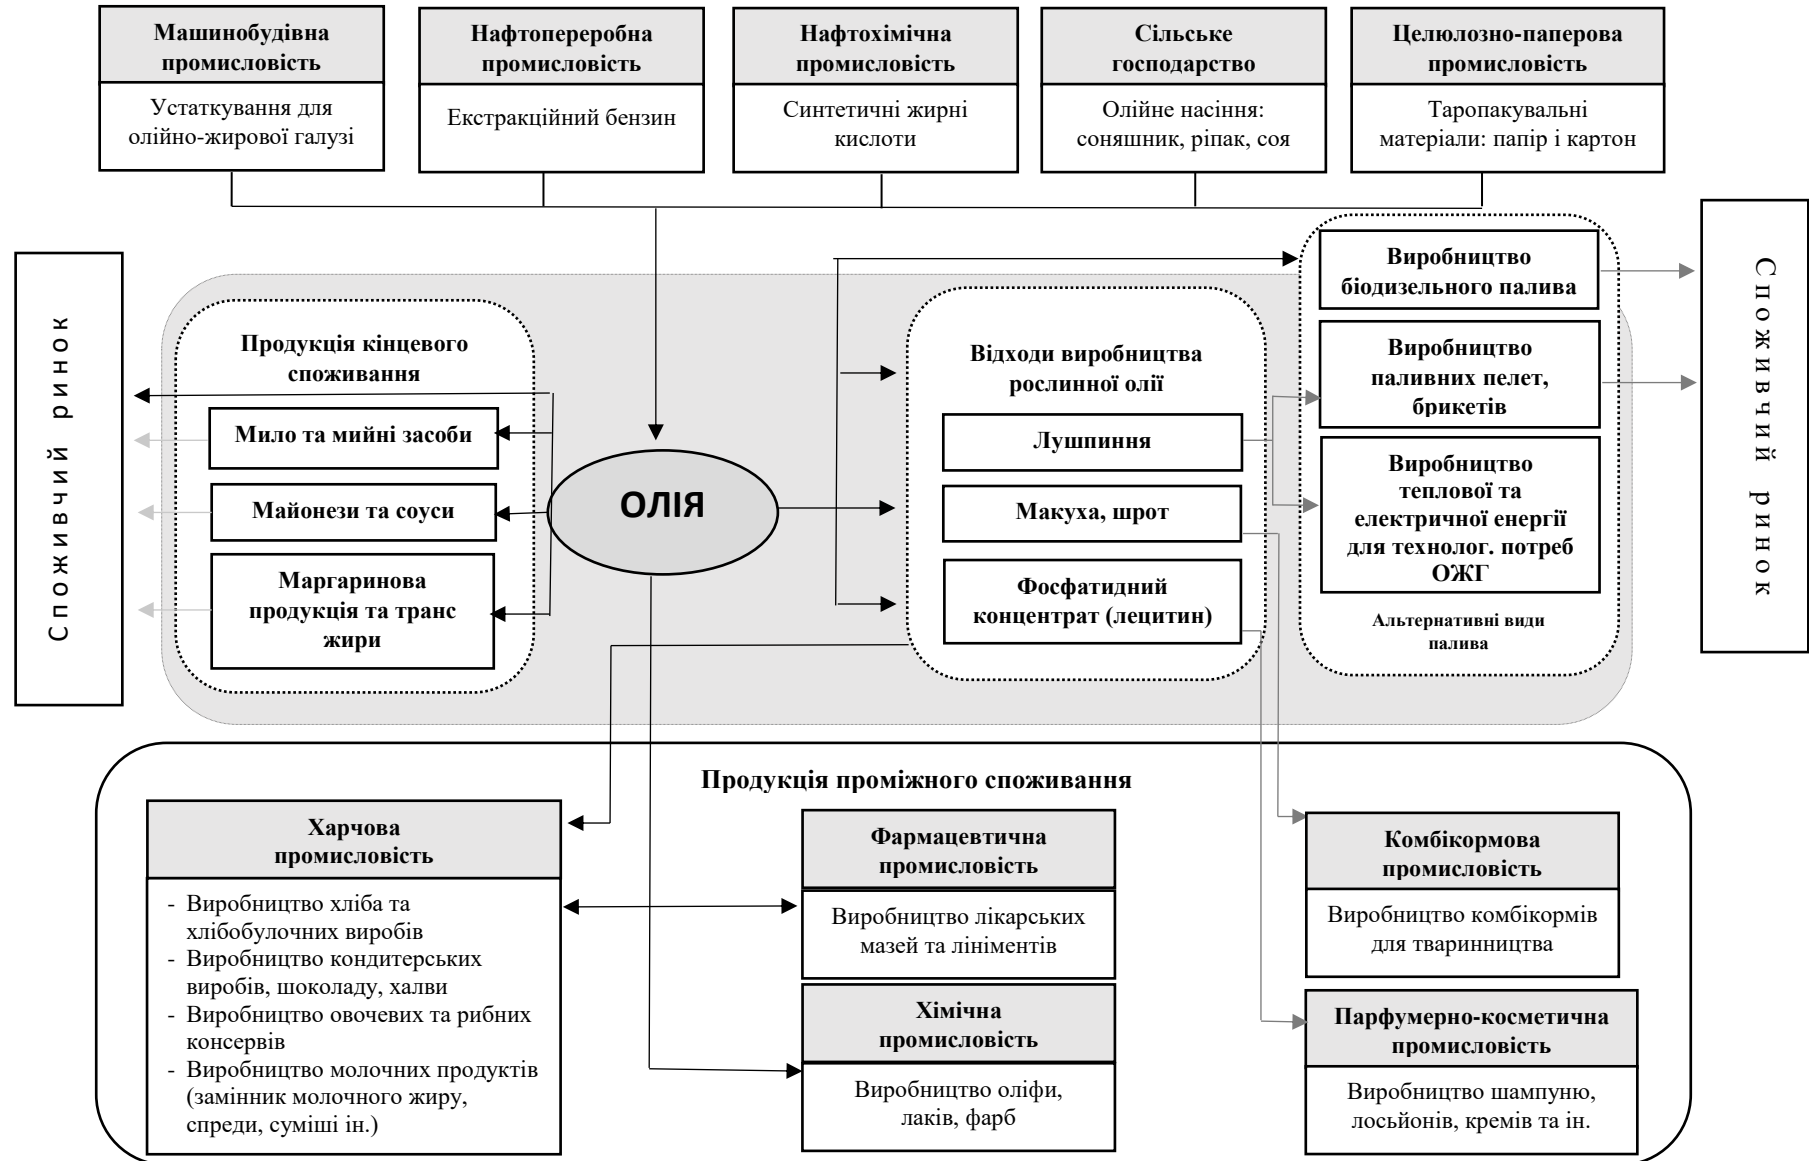 Машинобудівна
промисловість
Устаткування для
олійно-жирової галузі
Нафтопереробна
промисловість
Екстракційний бензин
Нафтохімічна
промисловість
Синтетичні жирні
кислоти
Сільське
господарство
Олійне насіння:
соняшник, ріпак, соя
Целюлозно-паперова
промисловість
Таропакувальні
матеріали: папір і картон
Споживчий ринок
Продукція кінцевого
споживання
Мило та мийні засоби
Майонези та соуси
Маргаринова
продукція та транс
жири
ОЛІЯ
Відходи виробництва
рослинної олії
Лушпиння
Макуха, шрот
Фосфатидний
концентрат (лецитин)
Виробництво
біодизельного палива
Виробництво
паливних пелет,
брикетів
Виробництво
теплової та
електричної енергії
для технолог. потреб
ОЖГ
Альтернативні види
палива
Споживчий ринок
Продукція проміжного споживання
Харчова
промисловість
- Виробництво хліба та
хлібобулочних виробів
- Виробництво кондитерських
виробів, шоколаду, халви
- Виробництво овочевих та рибних
консервів
- Виробництво молочних продуктів
(замінник молочного жиру,
спреди, суміші ін.)
Фармацевтична
промисловість
Виробництво лікарських
мазей та лініментів
Хімічна
промисловість
Виробництво оліфи,
лаків, фарб
Комбікормова
промисловість
Виробництво комбікормів
для тваринництва
Парфумерно-косметична
промисловість
Виробництво шампуню,
лосьйонів, кремів та ін.